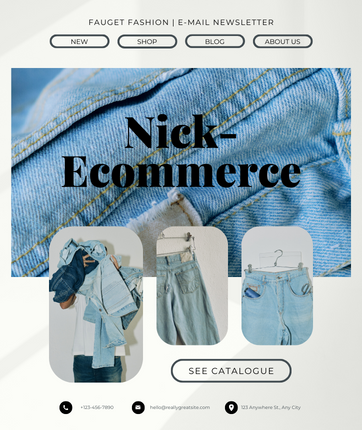 FAUGET FASHION | E-MAIL NEWSLETTER
NEW SHOP BLOG ABOUT US
Nick-
Ecommerce
SEE CATALOGUE
+123-456-7890 hello@reallygreatsite.com 123 Anywhere St., Any City